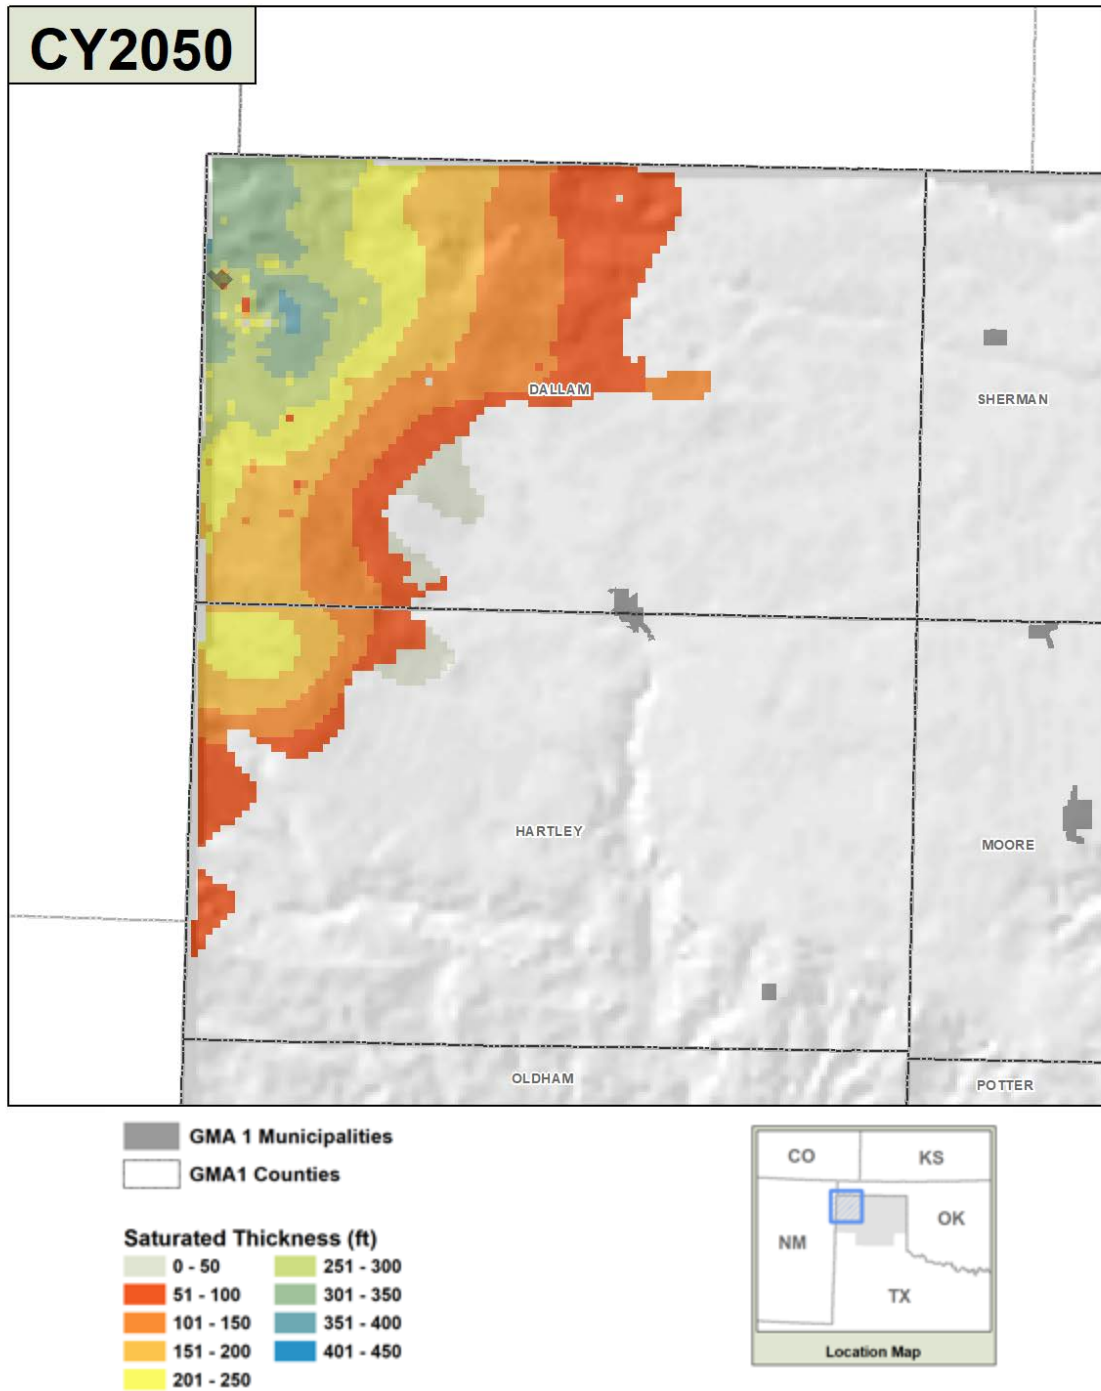 CY2050
DALLAM
SHERMAN
HARTLEY
MOORE
OLDHAM
POTTER
GMA 1 Municipalities
GMA1 Counties
Saturated Thickness (ft)
0 - 50
51 - 100
101 - 150
151 - 200
201 - 250
251 - 300
301 - 350
351 - 400
401 - 450
CO
KS
NM
OK
TX
Location Map